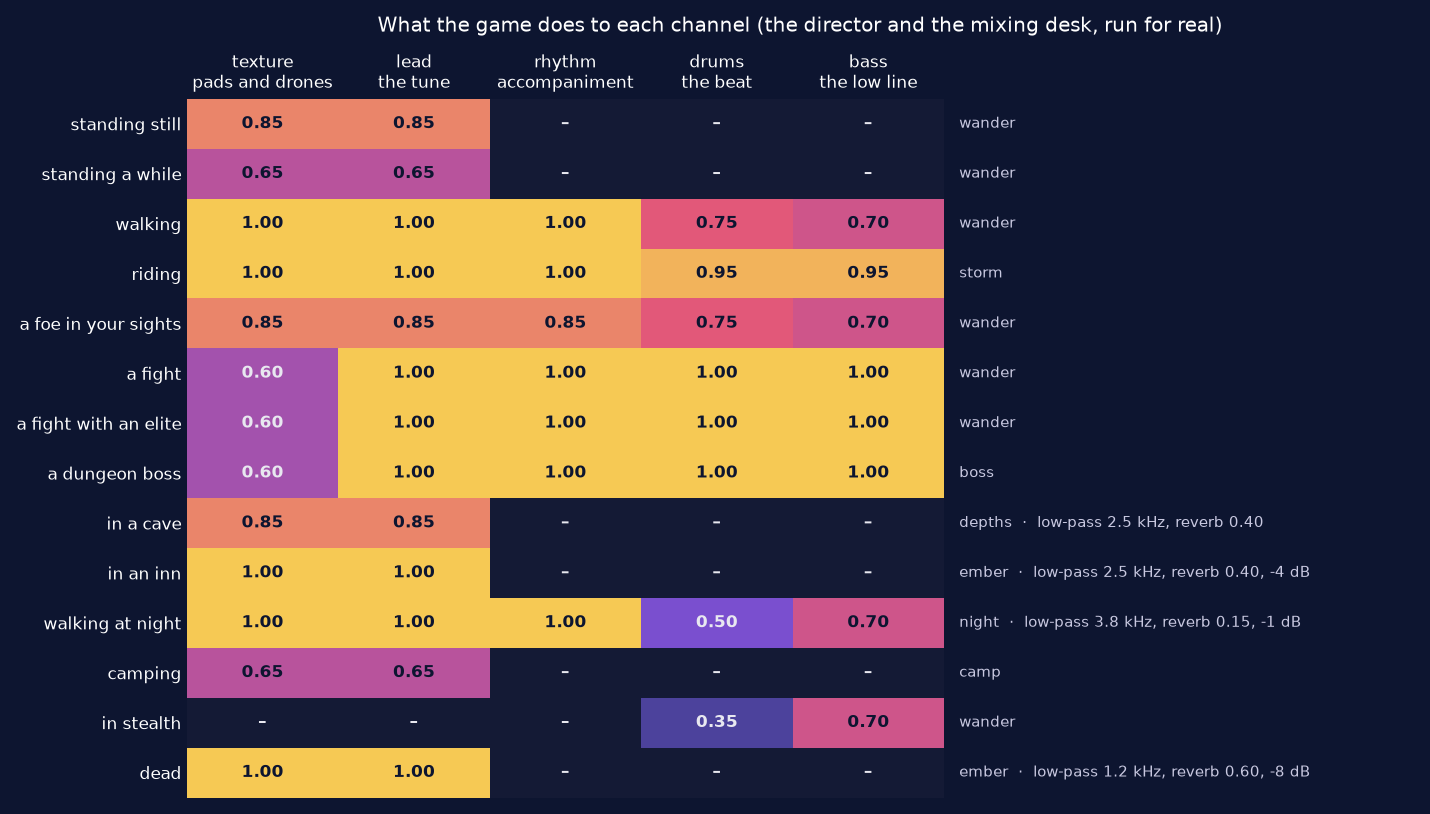 What the game does to each channel (the director and the mixing desk, run for real)
texture lead rhythm drums bass
pads and drones the tune accompaniment the beat the low line
standing still 0.85 0.85 – – – wander
standing a while 0.65 0.65 – – – wander
walking 1.00 1.00 1.00 0.75 0.70 wander
riding 1.00 1.00 1.00 0.95 0.95 storm
a foe in your sights 0.85 0.85 0.85 0.75 0.70 wander
a fight 0.60 1.00 1.00 1.00 1.00 wander
a fight with an elite 0.60 1.00 1.00 1.00 1.00 wander
a dungeon boss 0.60 1.00 1.00 1.00 1.00 boss
in a cave 0.85 0.85 – – – depths · low-pass 2.5 kHz, reverb 0.40
in an inn 1.00 1.00 – – – ember · low-pass 2.5 kHz, reverb 0.40, -4 dB
walking at night 1.00 1.00 1.00 0.50 0.70 night · low-pass 3.8 kHz, reverb 0.15, -1 dB
camping 0.65 0.65 – – – camp
in stealth – – – 0.35 0.70 wander
dead 1.00 1.00 – – – ember · low-pass 1.2 kHz, reverb 0.60, -8 dB